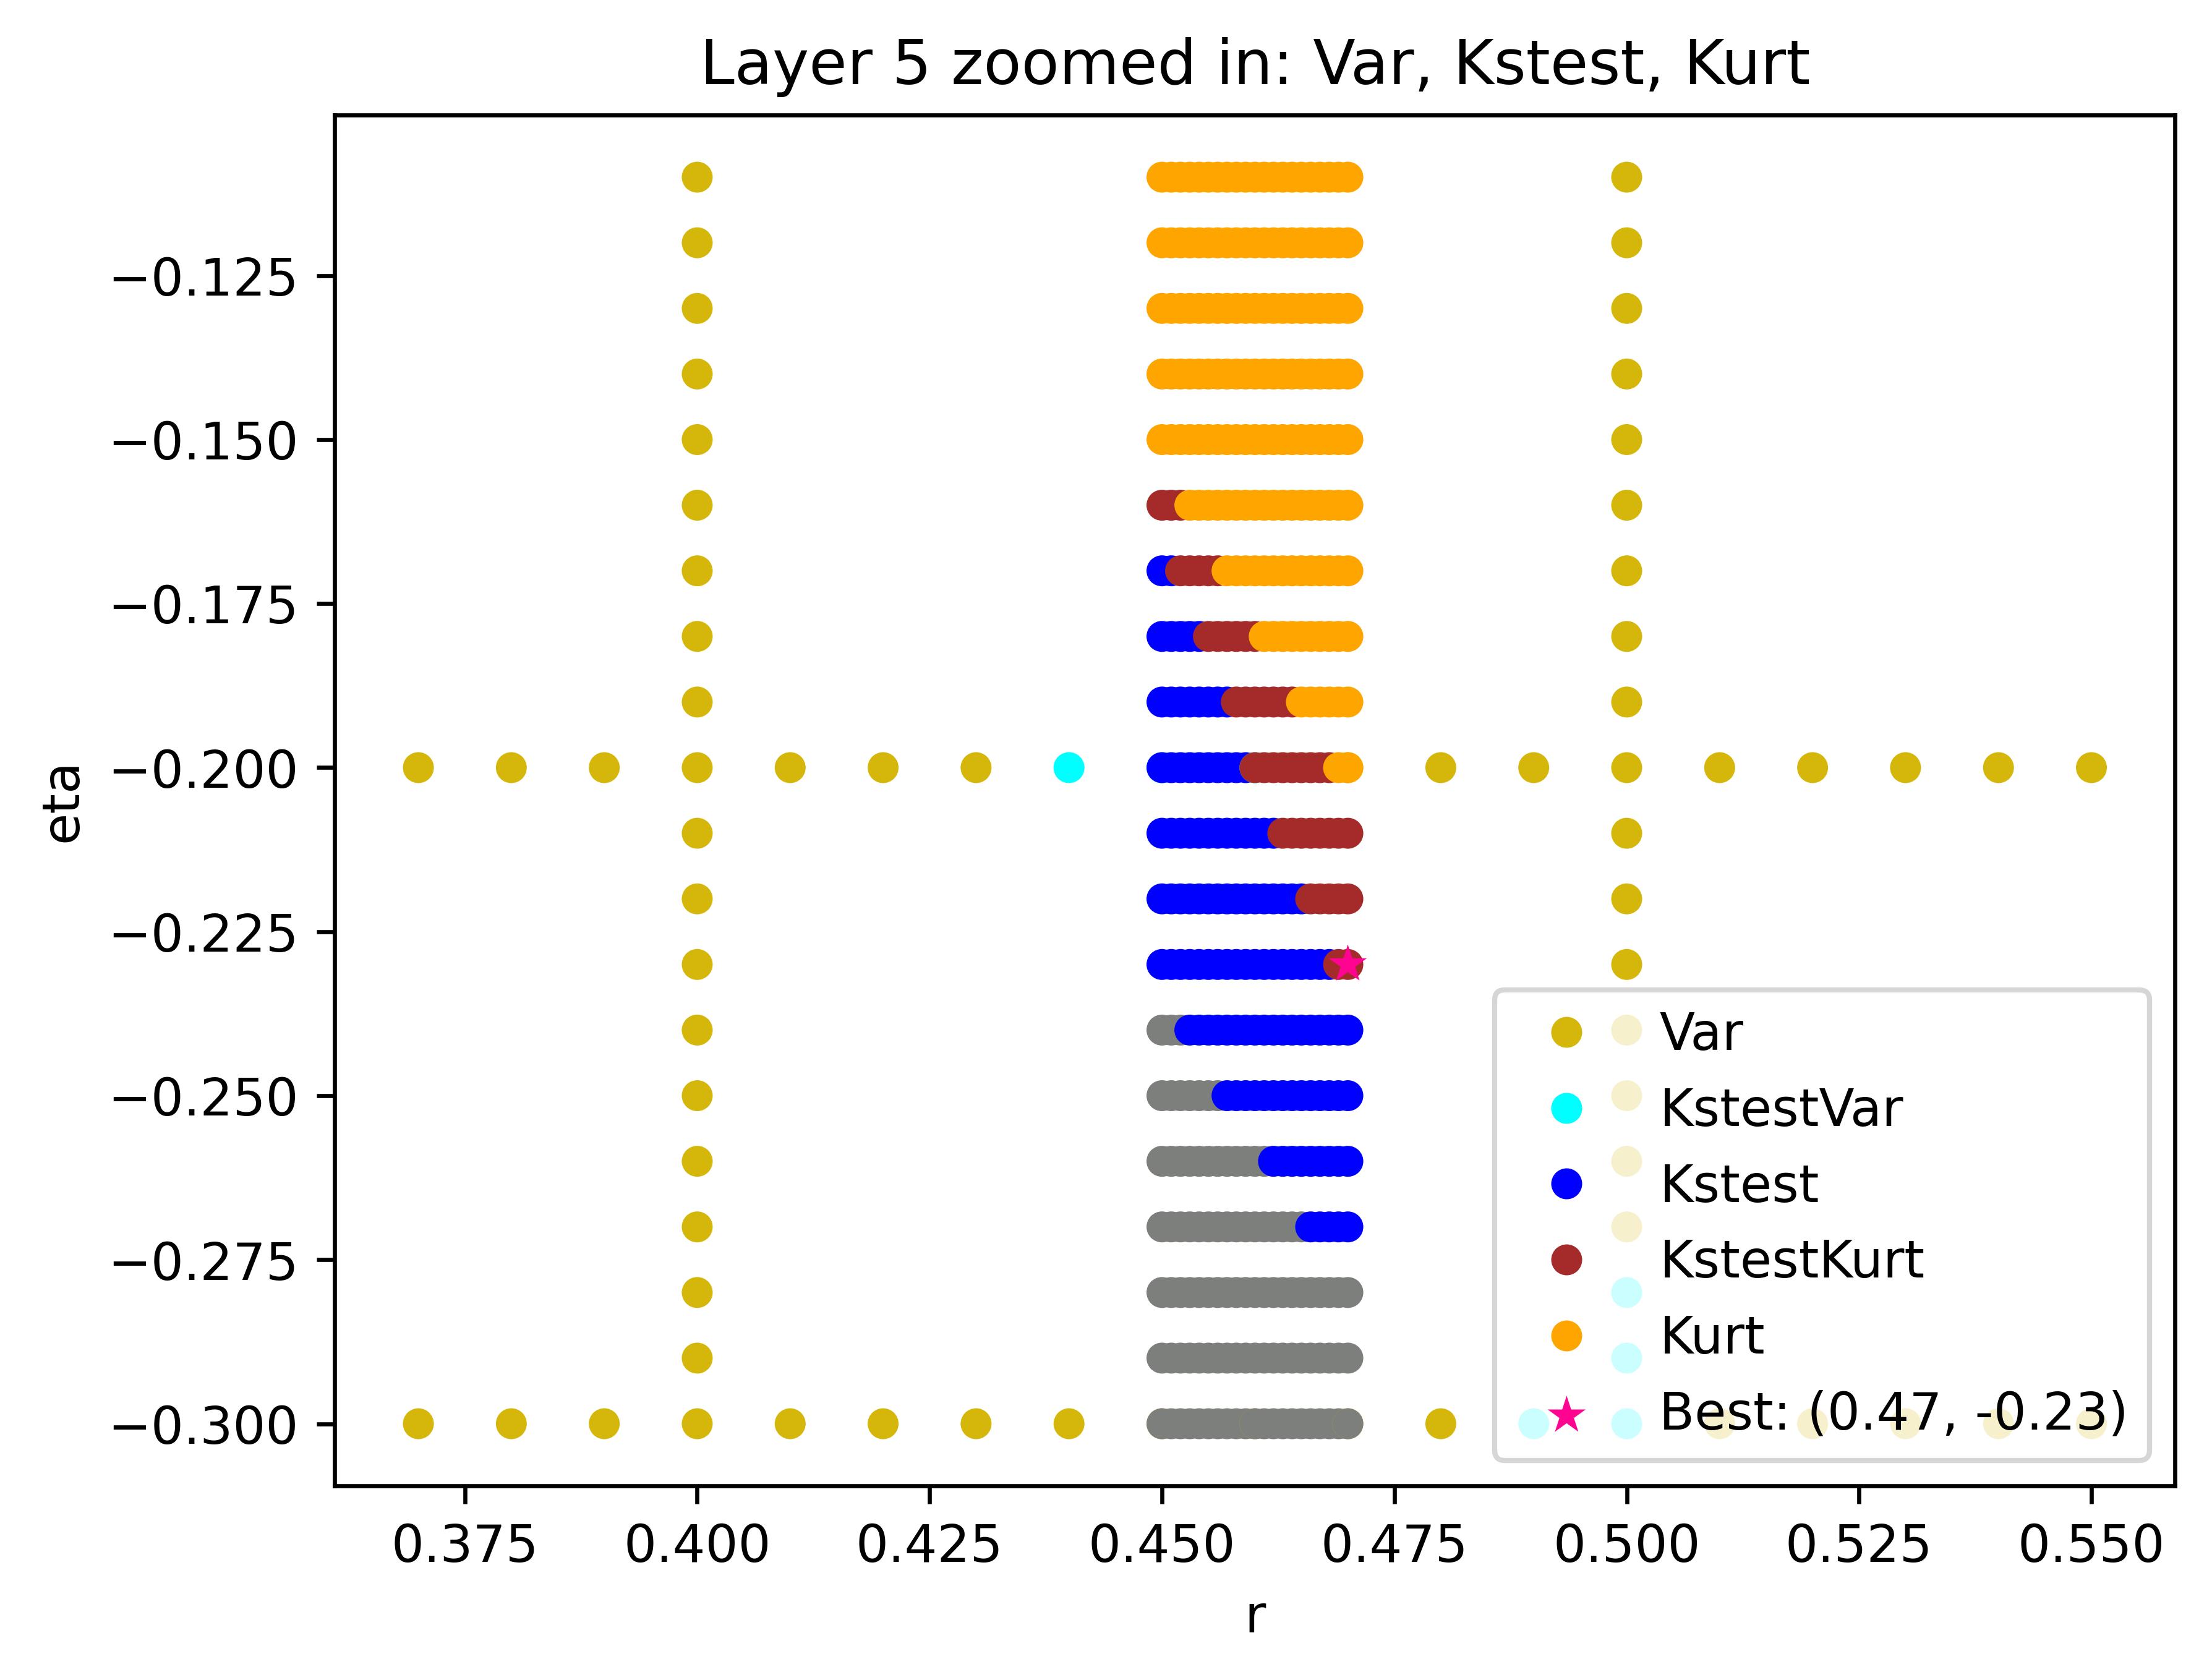 Layer 5 zoomed in: Var, Kstest, Kurt
eta
−0.125
−0.150
−0.175
−0.200
−0.225
−0.250
−0.275
−0.300
Var
KstestVar
Kstest
KstestKurt
Kurt
Best: (0.47, -0.23)
0.375 0.400 0.425 0.450 0.475 0.500 0.525 0.550
r